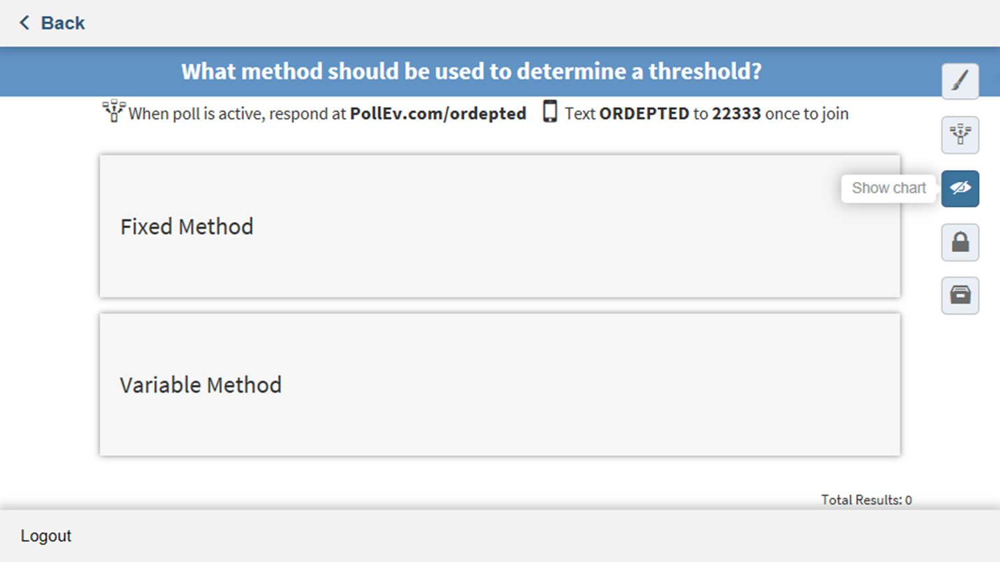 Back
What method should be used to determine a threshold?
When poll is active, respond at PollEv.com/ordepted Text ORDEPTED to 22333 once to join
Show chart
Fixed Method
Variable Method
Total Results: 0
Logout